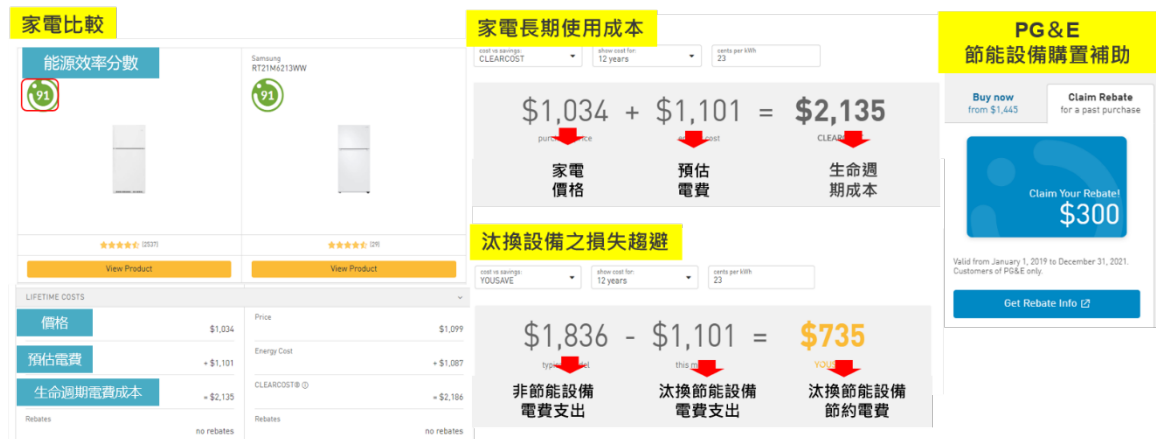 家電比較
能源效率分數
91
Samsung
RT21M6213WW
91
(2537)
(29)
View Product
View Product
LIFETIME COSTS
價格
$1,034
Price
$1,099
預估電費
+ $1,101
Energy Cost
+ $1,087
生命週期電費成本
= $2,135
CLEARCOST®
= $2,186
Rebates
no rebates
Rebates
no rebates
家電長期使用成本
cost vs savings:
CLEARCOST
show cost for:
12 years
cents per kWh
23
$1,034 + $1,101 = $2,135
家電
價格
預估
電費
生命週
期成本
汰換設備之損失趨避
cost vs savings:
YOUSAVE
show cost for:
12 years
cents per kWh
23
$1,836 - $1,101 = $735
非節能設備
電費支出
汰換節能設備
電費支出
汰換節能設備
節約電費
PG&E
節能設備購置補助
Buy now
from $1,445
Claim Rebate
for a past purchase
Claim Your Rebate!
$300
Valid from January 1, 2019 to December 31, 2021.
Customers of PG&E only.
Get Rebate Info